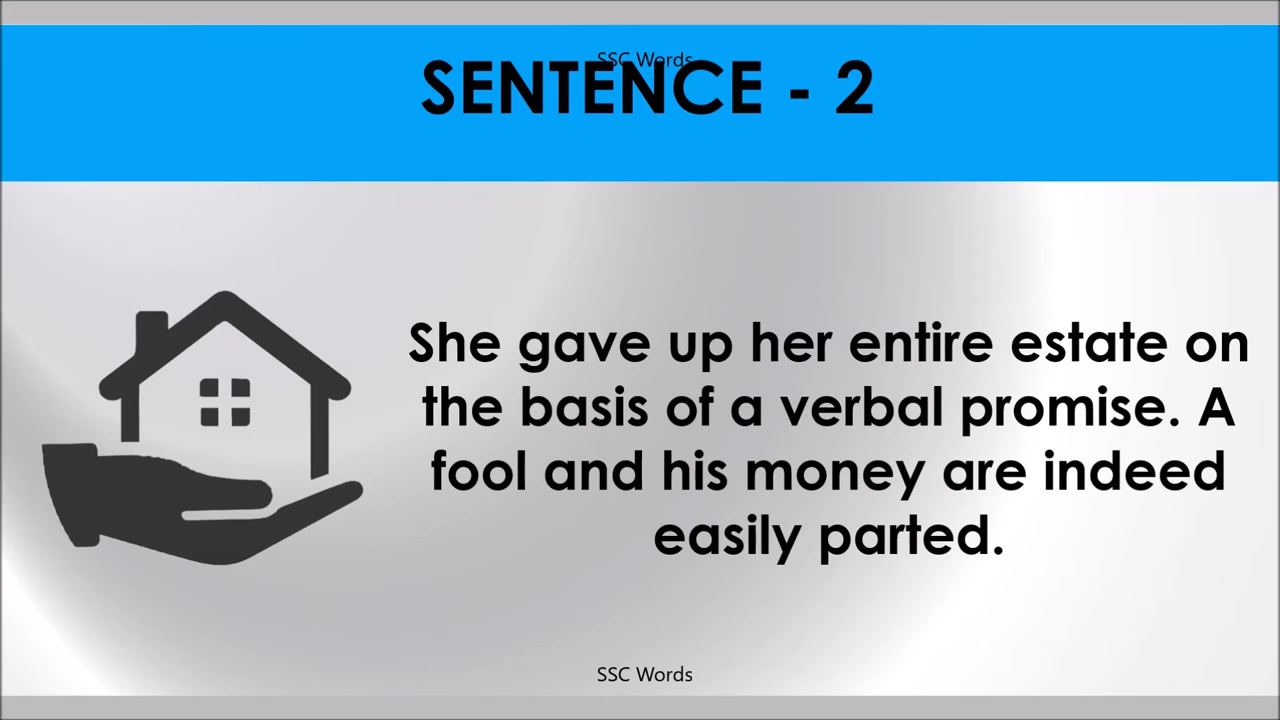 SSC Words
SENTENCE - 2
She gave up her entire estate on
the basis of a verbal promise. A
fool and his money are indeed
easily parted.
SSC Words